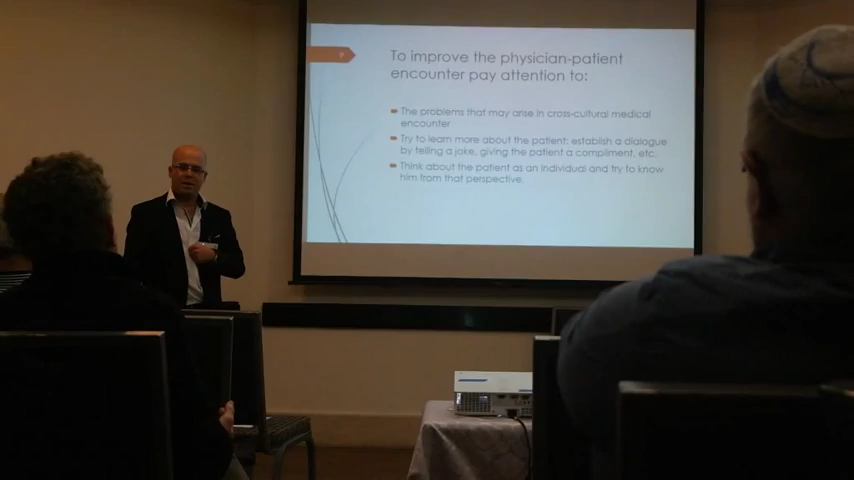 9
To improve the physician-patient
encounter pay attention to:
The problems that may arise in cross-cultural medical
encounter
Try to learn more about the patient: establish a dialogue
by telling a joke, giving the patient a compliment, etc.
Think about the patient as an individual and try to know
him from that perspective.